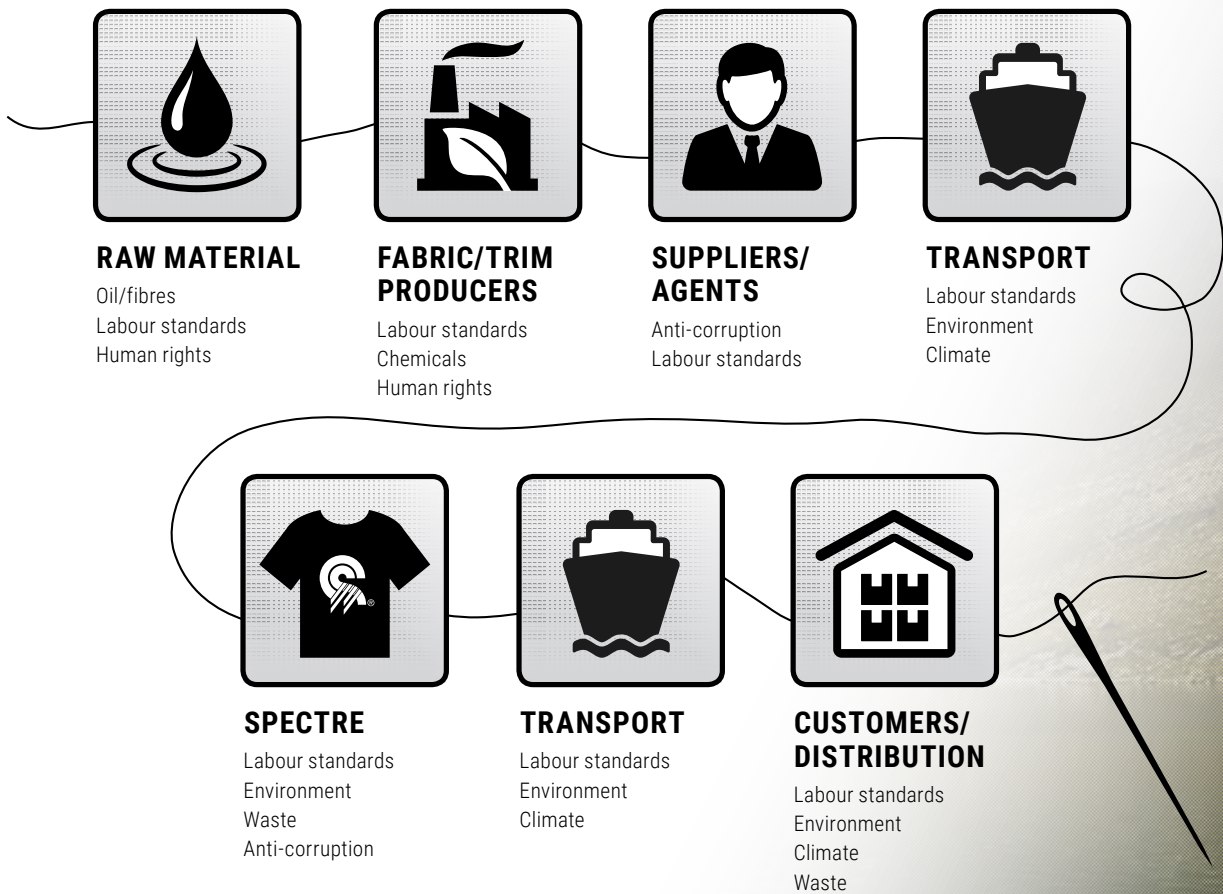 RAW MATERIAL
Oil/fibres
Labour standards
Human rights
FABRIC/TRIM
PRODUCERS
Labour standards
Chemicals
Human rights
SUPPLIERS/
AGENTS
Anti-corruption
Labour standards
TRANSPORT
Labour standards
Environment
Climate
®
SPECTRE
Labour standards
Environment
Waste
Anti-corruption
TRANSPORT
Labour standards
Environment
Climate
CUSTOMERS/
DISTRIBUTION
Labour standards
Environment
Climate
Waste